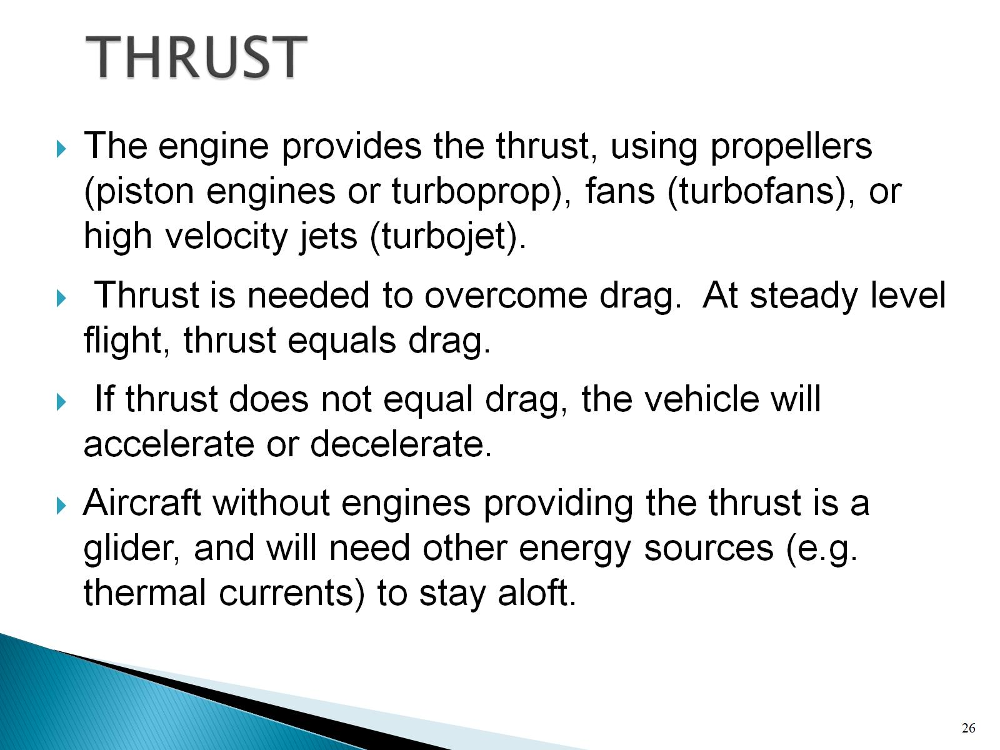 THRUST
The engine provides the thrust, using propellers
(piston engines or turboprop), fans (turbofans), or
high velocity jets (turbojet).
Thrust is needed to overcome drag.  At steady level
flight, thrust equals drag.
If thrust does not equal drag, the vehicle will
accelerate or decelerate.
Aircraft without engines providing the thrust is a
glider, and will need other energy sources (e.g.
thermal currents) to stay aloft.
26